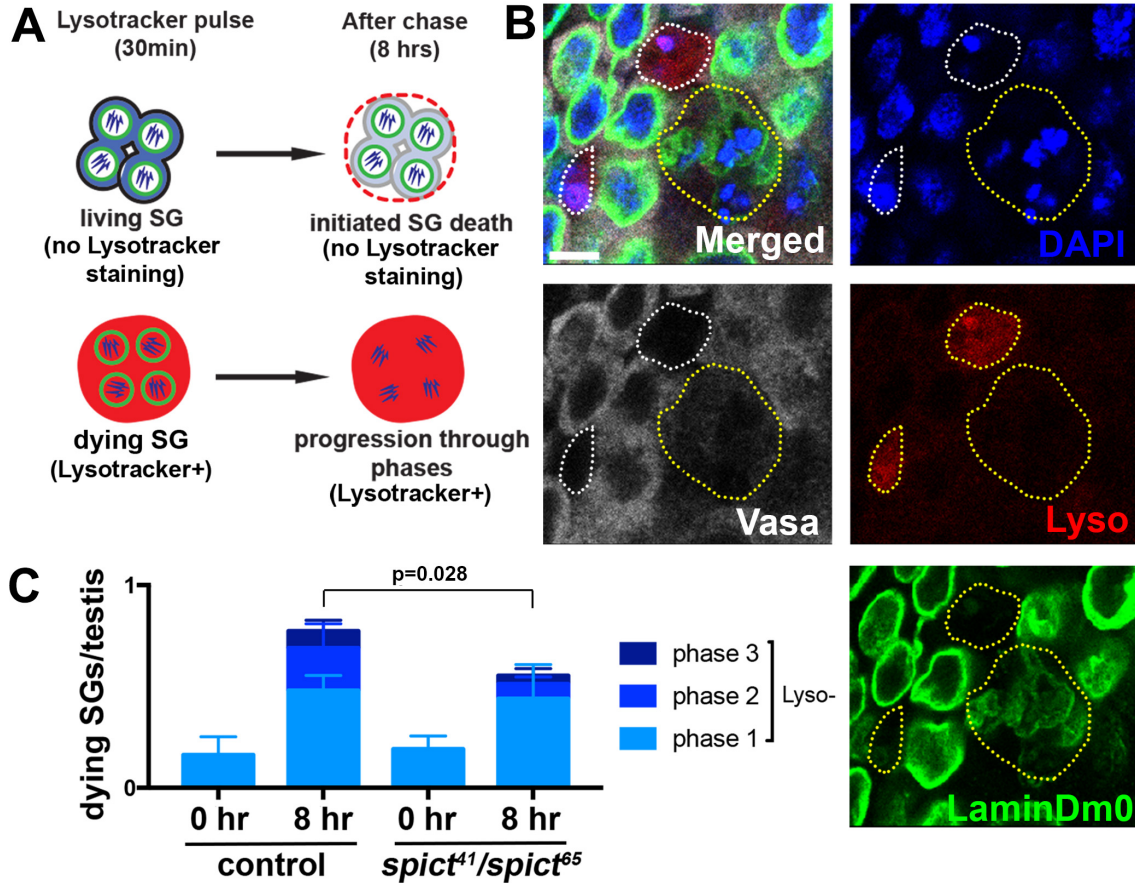 A
Lysotracker pulse
(30min)
After chase
(8 hrs)
living SG
(no Lysotracker
staining)
initiated SG death
(no Lysotracker
staining)
dying SG
(Lysotracker+)
progression through
phases
(Lysotracker+)
B
Merged
DAPI
Vasa
Lyso
LaminDm0
C
dying SGs/testis
1
0
p=0.028
0 hr
8 hr
0 hr
8 hr
control
spict⁴¹/spict⁶⁵
phase 3
phase 2
phase 1
Lyso-